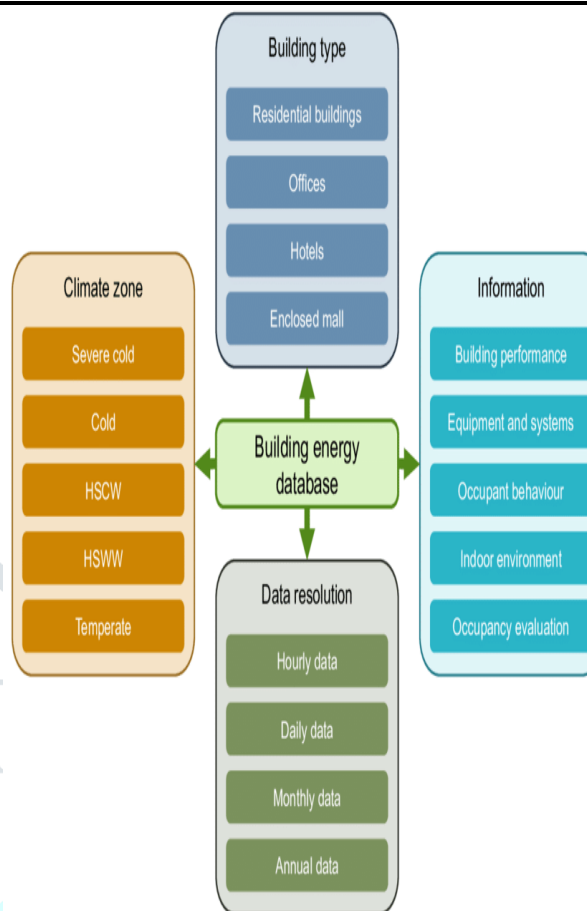 Building type
Residential buildings
Offices
Hotels
Enclosed mall
Climate zone
Severe cold
Cold
HSCW
HSWW
Temperate
Building energy
database
Information
Building performance
Equipment and systems
Occupant behaviour
Indoor environment
Occupancy evaluation
Data resolution
Hourly data
Daily data
Monthly data
Annual data